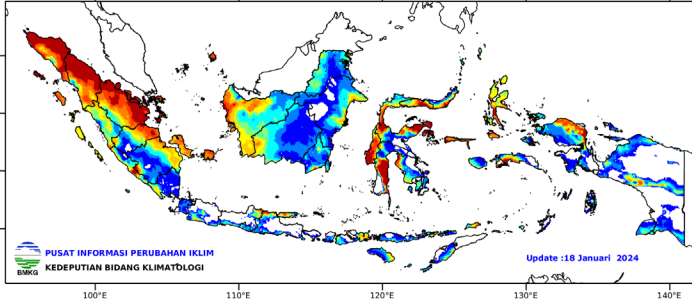 PUSAT INFORMASI PERUBAHAN IKLIM
KEDEPUTIAN BIDANG KLIMATOLOGI
BMKG
Update :18 Januari 2024
100°E 110°E 120°E 130°E 140°E